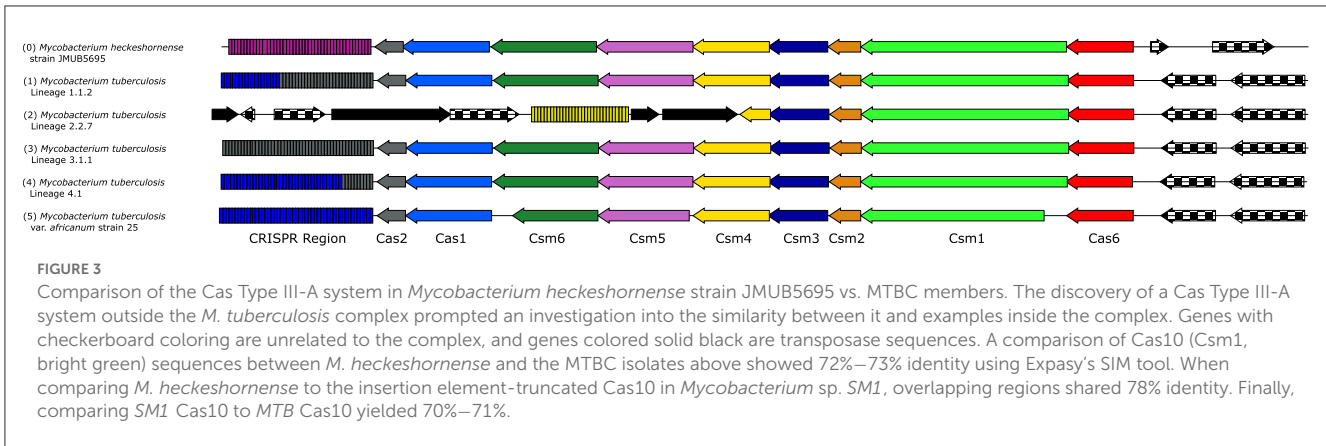 (0) Mycobacterium heckeshornense
strain JMUB5695
(1) Mycobacterium tuberculosis
Lineage 1.1.2
(2) Mycobacterium tuberculosis
Lineage 2.2.7
(3) Mycobacterium tuberculosis
Lineage 3.1.1
(4) Mycobacterium tuberculosis
Lineage 4.1
(5) Mycobacterium tuberculosis
var. africanum strain 25
CRISPR Region Cas2 Cas1 Csm6 Csm5 Csm4 Csm3 Csm2 Csm1 Cas6
FIGURE 3
Comparison of the Cas Type III-A system in Mycobacterium heckeshornense strain JMUB5695 vs. MTBC members. The discovery of a Cas Type III-A
system outside the M. tuberculosis complex prompted an investigation into the similarity between it and examples inside the complex. Genes with
checkerboard coloring are unrelated to the complex, and genes colored solid black are transposase sequences. A comparison of Cas10 (Csm1,
bright green) sequences between M. heckeshornense and the MTBC isolates above showed 72%–73% identity using Expasy's SIM tool. When
comparing M. heckeshornense to the insertion element-truncated Cas10 in Mycobacterium sp. SM1, overlapping regions shared 78% identity. Finally,
comparing SM1 Cas10 to MTB Cas10 yielded 70%–71%.